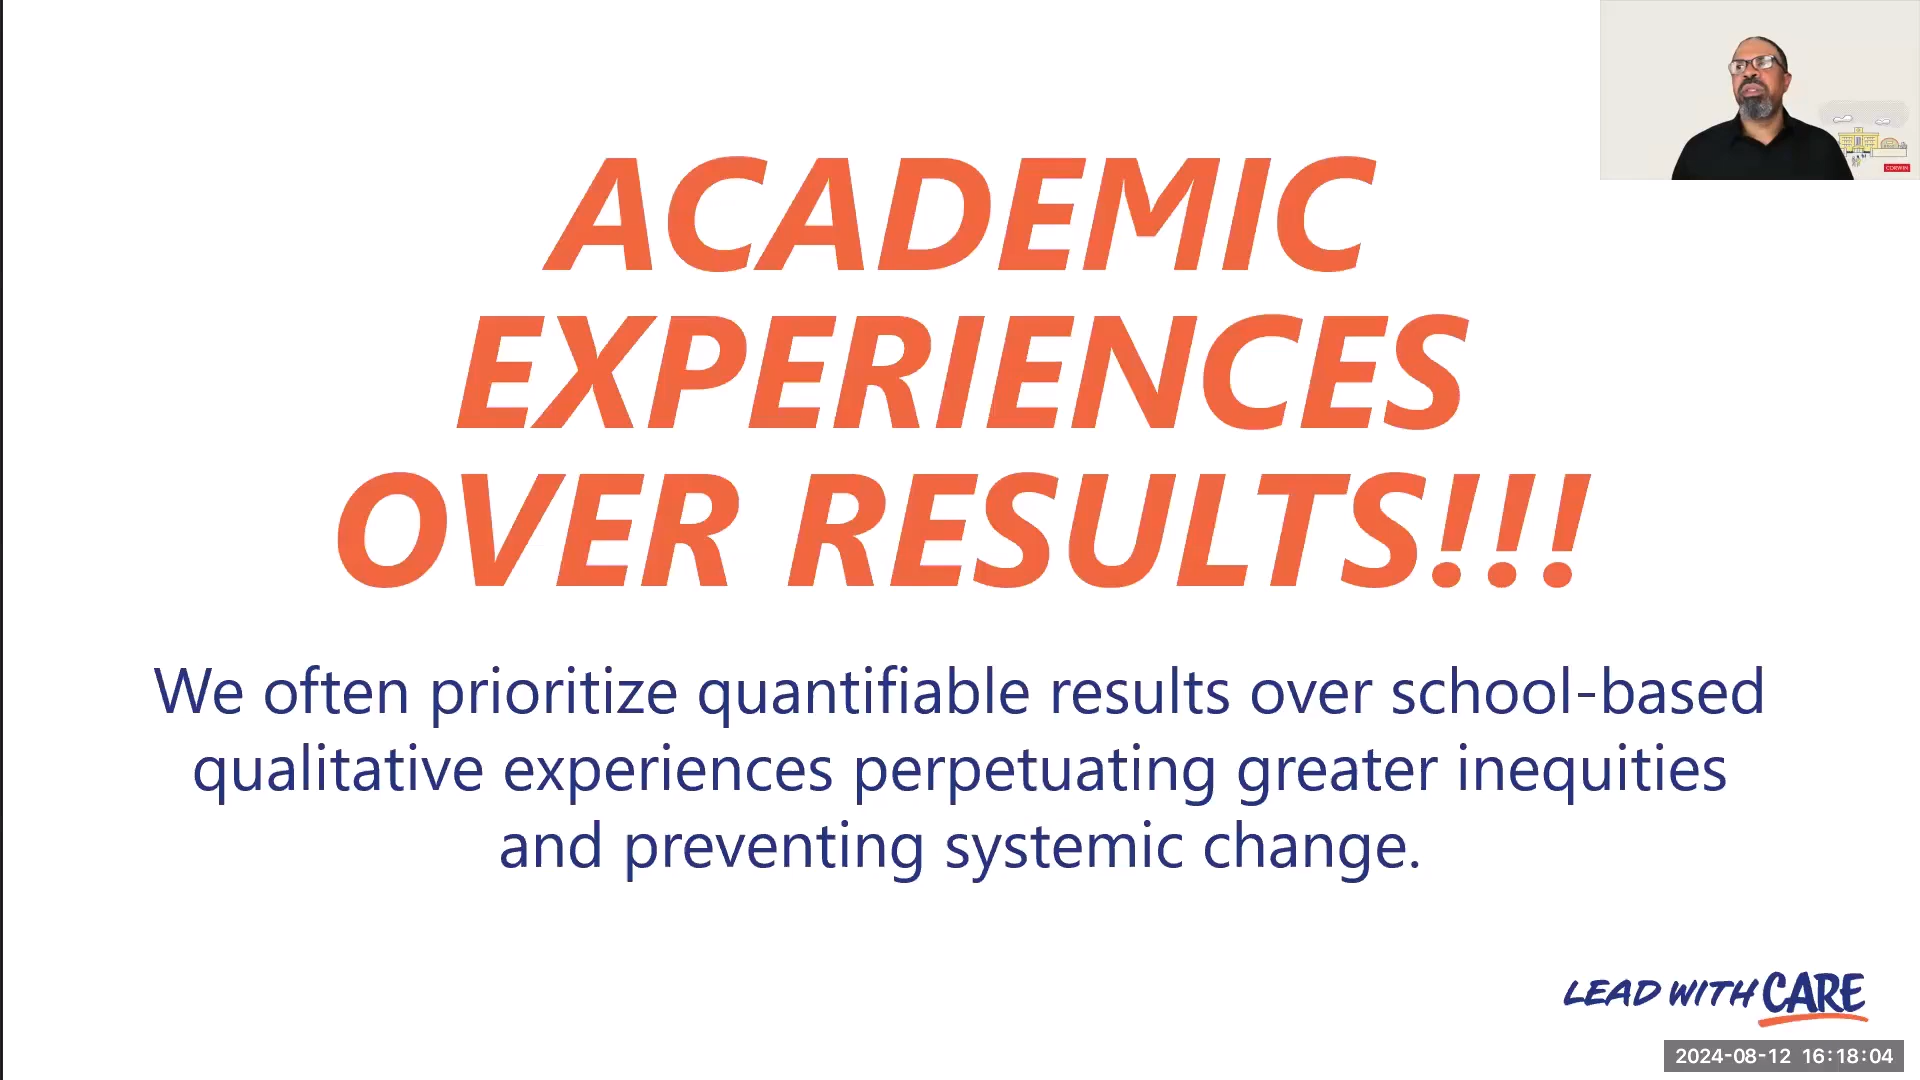 ACADEMIC
EXPERIENCES
OVER RESULTS!!!
We often prioritize quantifiable results over school-based
qualitative experiences perpetuating greater inequities
and preventing systemic change.
CORWIN
LEAD WITH CARE
2024-08-12 16:18:04